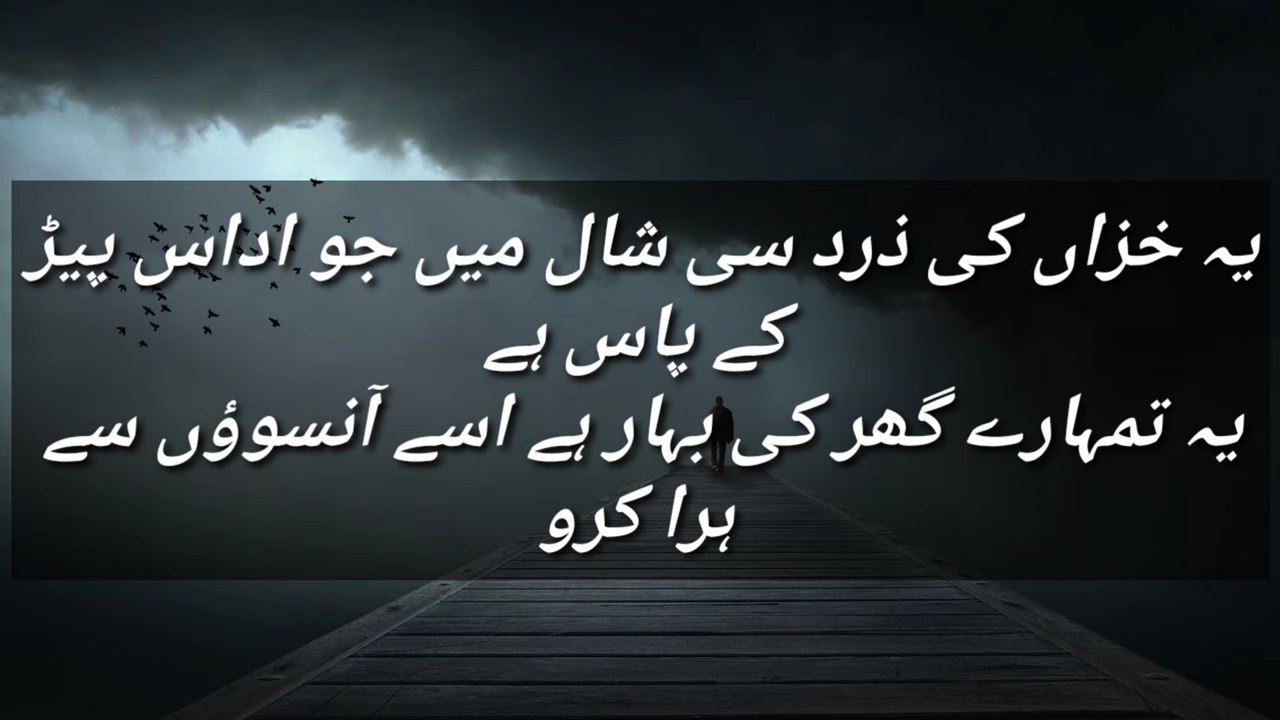 یہ خزاں کی ذرد سی شال میں جو اداس پیڑ
کے پاس ہے
یہ تمہارے گھر کی بہار ہے اسے آنسوؤں سے
ہرا کرو